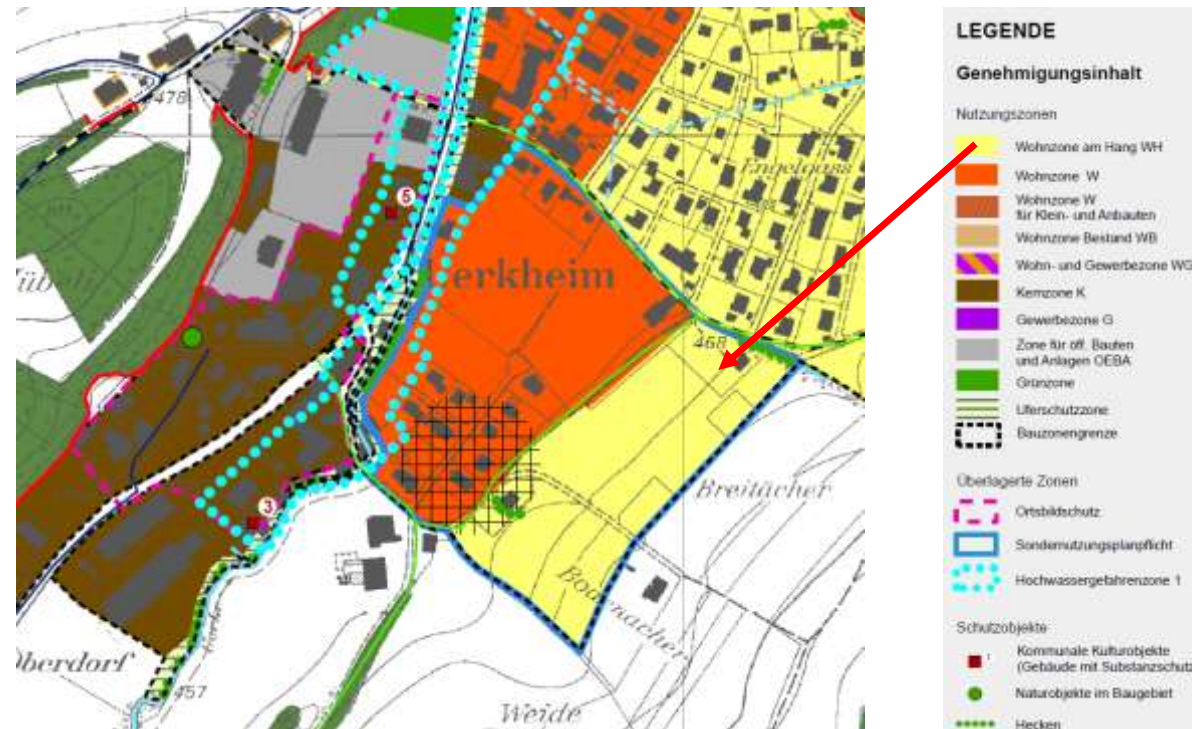 478
5
Engelgass
erkheim
468
Breitächer
3
Bodenacher
Oberdorf
457
Weide
LEGENDE
Genehmigungsinhalt
Nutzungszonen
Wohnzone am Hang WH
Wohnzone W
Wohnzone W
für Klein- und Anbauten
Wohnzone Bestand WB
Wohn- und Gewerbezone WG
Kernzone K
Gewerbezone G
Zone für öff. Bauten
und Anlagen OEBA
Grünzone
Uferschutzzone
Bauzonengrenze
Überlagerte Zonen
Ortsbildschutz
Sondernutzungsplanpflicht
Hochwassergefahrenzone 1
Schutzobjekte
Kommunale Kulturobjekte
(Gebäude mit Substanzschutz
Naturobjekte im Baugebiet
Hecken